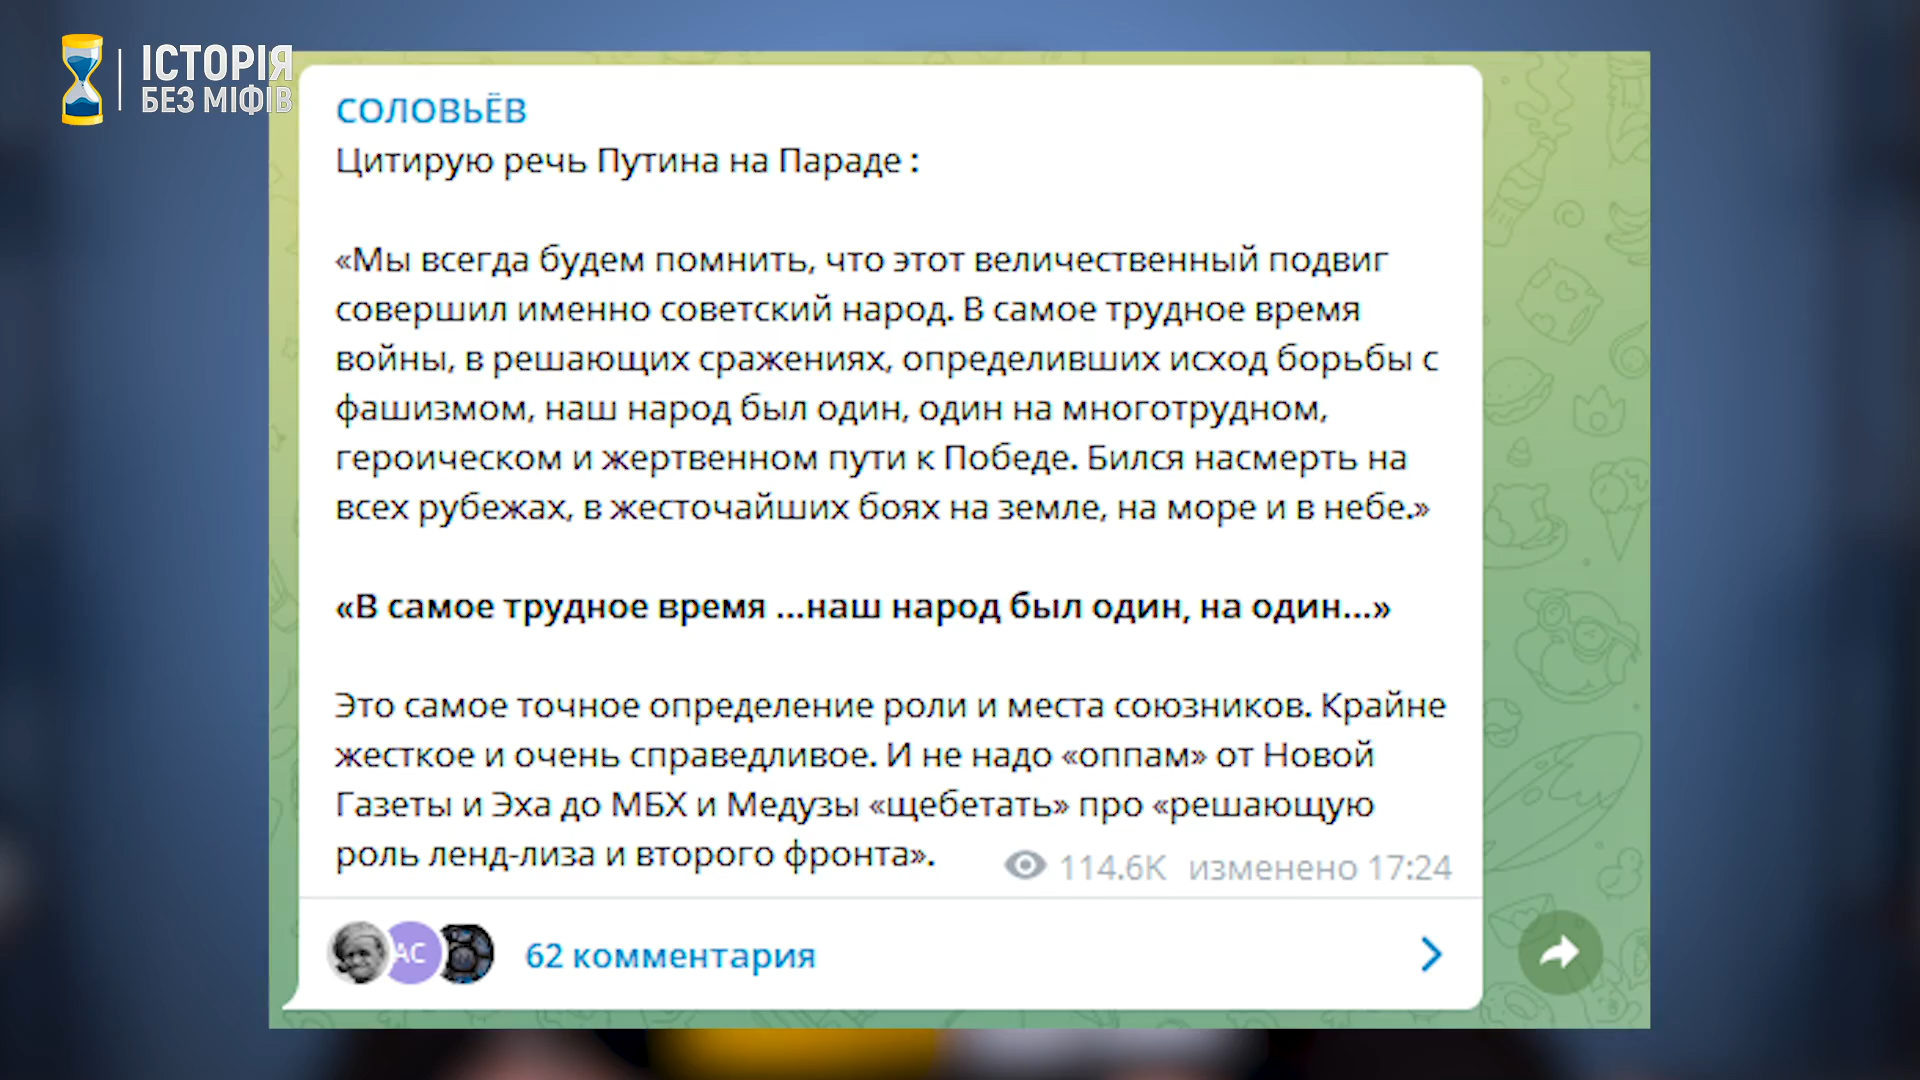 ІСТОРІЯ
БЕЗ МІФІВ
СОЛОВЬЁВ
Цитирую речь Путина на Параде :
«Мы всегда будем помнить, что этот величественный подвиг
совершил именно советский народ. В самое трудное время
войны, в решающих сражениях, определивших исход борьбы с
фашизмом, наш народ был один, один на многотрудном,
героическом и жертвенном пути к Победе. Бился насмерть на
всех рубежах, в жесточайших боях на земле, на море и в небе.»
«В самое трудное время ...наш народ был один, на один...»
Это самое точное определение роли и места союзников. Крайне
жесткое и очень справедливое. И не надо «оппам» от Новой
Газеты и Эха до МБХ и Медузы «щебетать» про «решающую
роль ленд-лиза и второго фронта».
114.6K изменено 17:24
АС
62 комментария